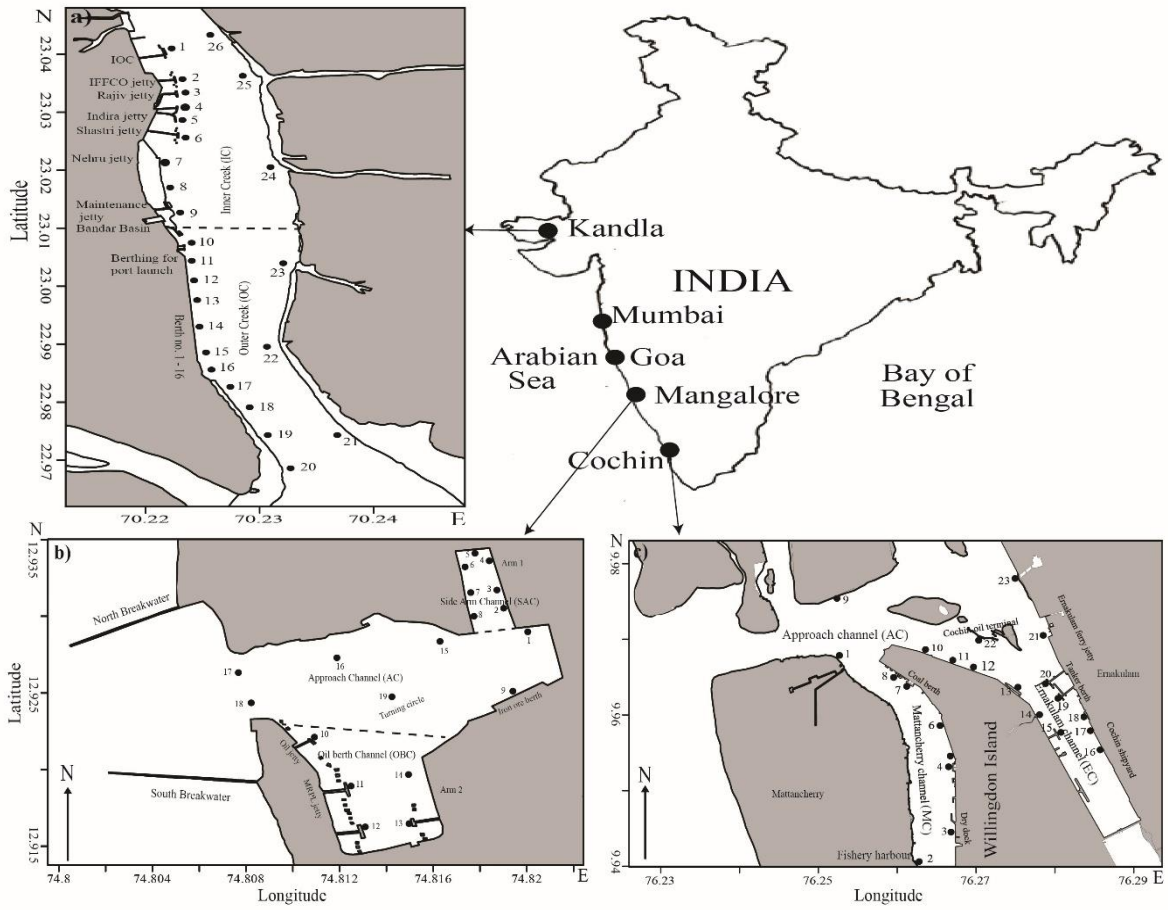 N
a)
23.04
23.03
23.02
23.01
23.00
22.99
22.98
22.97
Latitude
IOC
IFFCO jetty
Rajiv jetty
Indira jetty
Shastri jetty
Nehru jetty
Maintenance
jetty
Bandar Basin
Berthing for
port launch
Berth no. 1 - 16
Inner Creek (IC)
Outer Creek (OC)
1
2
3
4
5
6
7
8
9
10
11
12
13
14
15
16
17
18
19
20
21
22
23
24
25
26
70.22
70.23
70.24
E
Kandla
INDIA
Mumbai
Arabian
Sea
Goa
Mangalore
Cochin
Bay of
Bengal
N
b)
12.935
12.925
12.915
Latitude
North Breakwater
South Breakwater
N
5
4
6
Arm 1
7
3
Side Arm Channel (SAC)
8
2
1
15
16
17
Approach Channel (AC)
18
19
Turning circle
9
Iron ore berth
10
Oil jetty
Oil berth Channel (OBC)
MRPL jetty
11
14
Arm 2
12
13
74.8
74.804
74.808
74.812
74.816
74.82
E
Longitude
N
c)
9.98
9.96
9.94
9
23
Approach channel (AC)
1
Cochin oil terminal
22
10
11
12
21
Ernakulam ferry jetty
Ernakulam
8
7
Coal berth
13
20
Tanker berth
19
14
18
15
17
16
Ernakulam channel (EC)
Cochin shipyard
6
4
3
2
Mattancherry channel (MC)
Mattancherry
Dry dock
Willingdon Island
Fishery harbour
N
76.23
76.25
76.27
76.29
E
Longitude